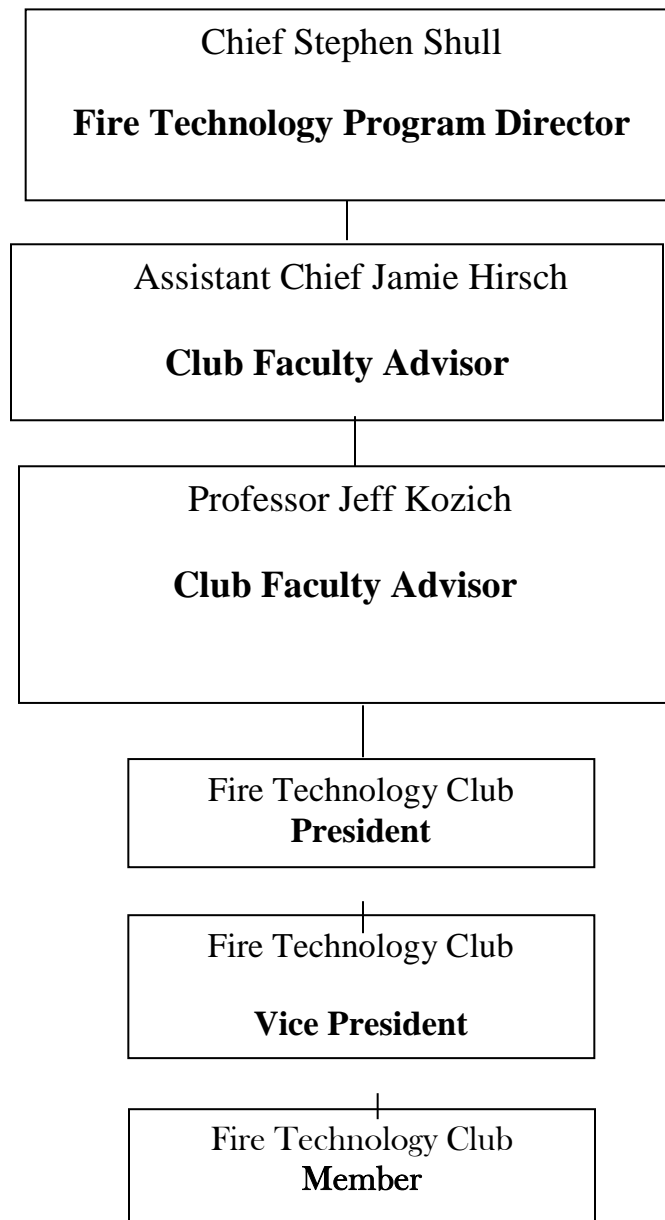 Chief Stephen Shull
Fire Technology Program Director
Assistant Chief Jamie Hirsch
Club Faculty Advisor
Professor Jeff Kozich
Club Faculty Advisor
Fire Technology Club
President
Fire Technology Club
Vice President
Fire Technology Club
Member